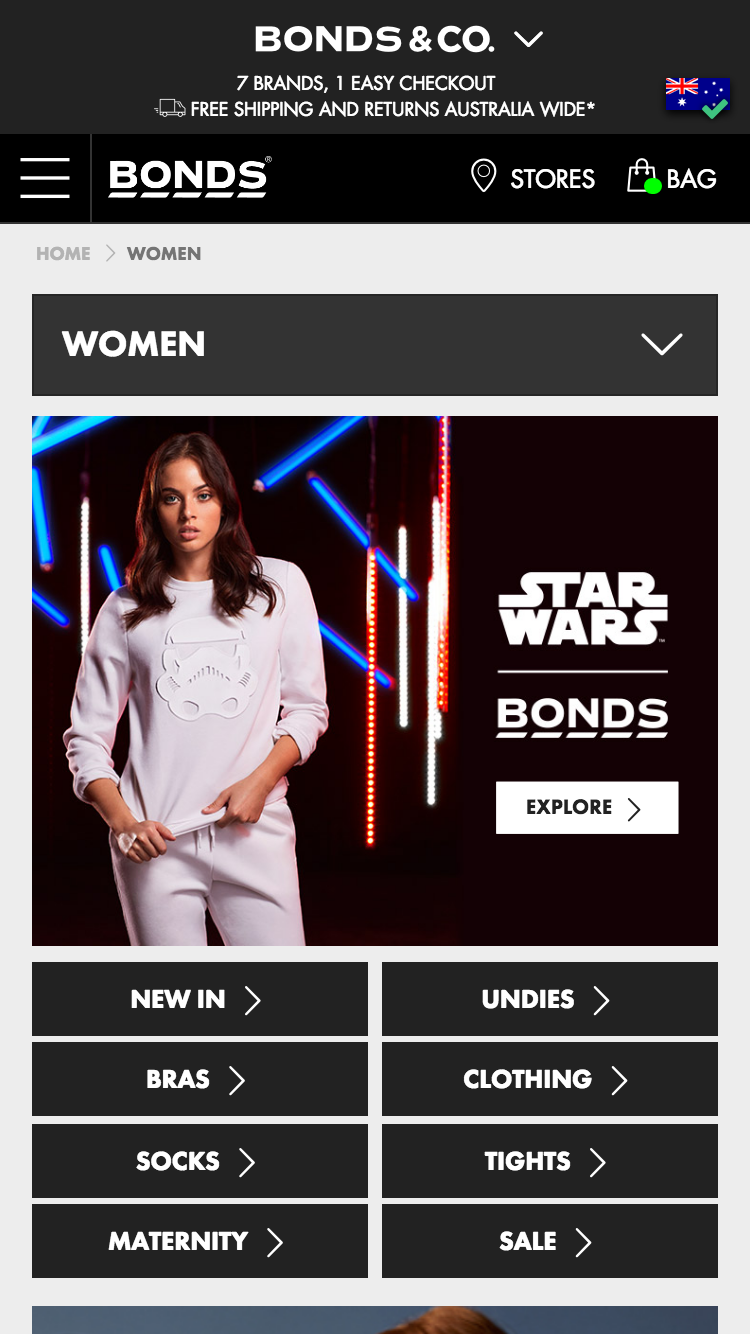 BONDS & CO.
7 BRANDS, 1 EASY CHECKOUT
FREE SHIPPING AND RETURNS AUSTRALIA WIDE*
BONDS® STORES BAG
HOME > WOMEN
WOMEN
STAR
WARS™
BONDS
EXPLORE
NEW IN UNDIES
BRAS CLOTHING
SOCKS TIGHTS
MATERNITY SALE